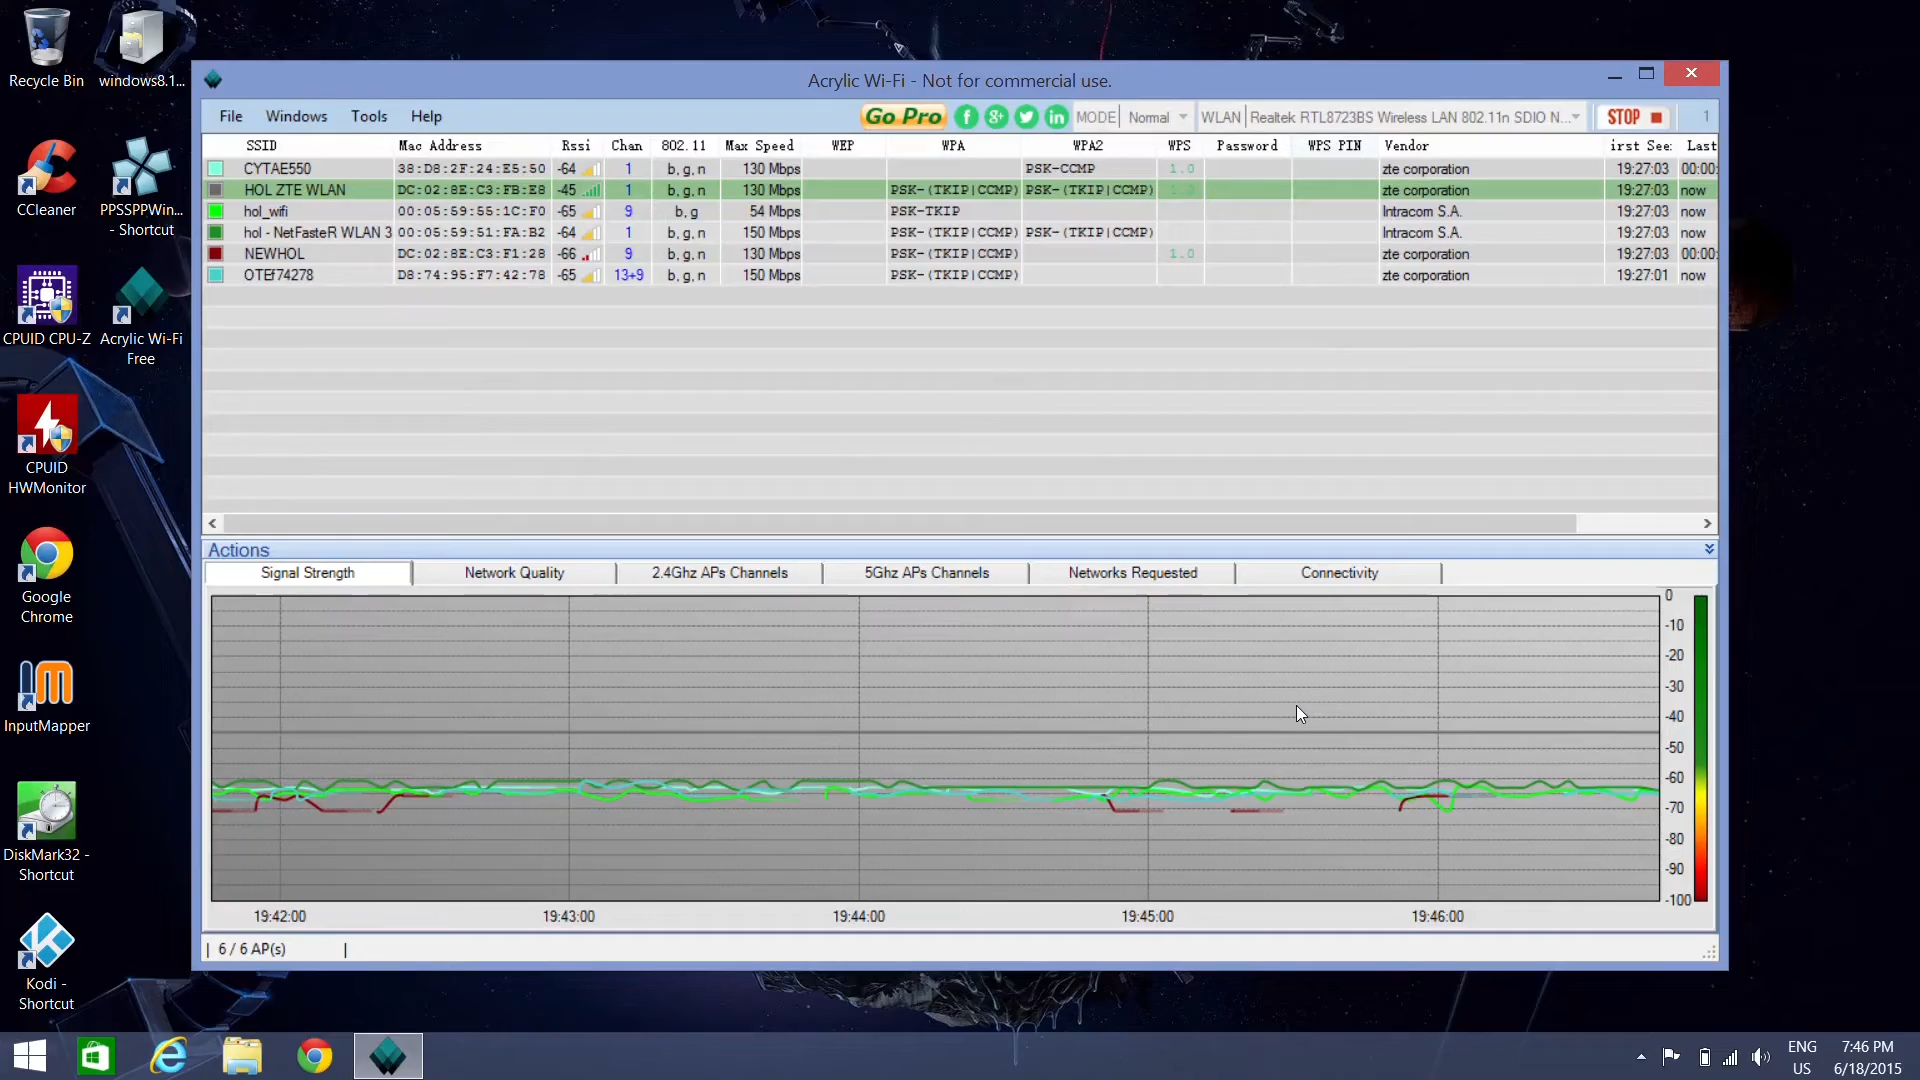 Recycle Bin
windows8.1...
CCleaner
PPSSPPWin... - Shortcut
CPUID CPU-Z
Acrylic Wi-Fi Free
CPUID HWMonitor
Google Chrome
InputMapper
DiskMark32 - Shortcut
Kodi - Shortcut
Acrylic Wi-Fi - Not for commercial use.
File Windows Tools Help Go Pro MODE Normal WLAN Realtek RTL8723BS Wireless LAN 802.11n SDIO N... STOP 1
SSID Mac Address Rssi Chan 802.11 Max Speed WEP WPA WPA2 WPS Password WPS PIN Vendor irst See: Last
CYTAE550 38:D8:2F:24:E5:50 -64 1 b, g, n 130 Mbps PSK-CCMP 1.0 zte corporation 19:27:03 00:00:
HOL ZTE WLAN DC:02:8E:C3:FB:E8 -45 1 b, g, n 130 Mbps PSK-(TKIP|CCMP) PSK-(TKIP|CCMP) zte corporation 19:27:03 now
hol_wifi 00:05:59:55:1C:F0 -65 9 b, g 54 Mbps PSK-TKIP Intracom S.A. 19:27:03 now
hol - NetFasteR WLAN 3 00:05:59:51:FA:B2 -64 1 b, g, n 150 Mbps PSK-(TKIP|CCMP) PSK-(TKIP|CCMP) Intracom S.A. 19:27:03 now
NEWHOL DC:02:8E:C3:F1:28 -66 9 b, g, n 130 Mbps PSK-(TKIP|CCMP) 1.0 zte corporation 19:27:03 00:00:
OTEf74278 D8:74:95:F7:42:78 -65 13+9 b, g, n 150 Mbps PSK-(TKIP|CCMP) zte corporation 19:27:01 now
Actions
Signal Strength Network Quality 2.4Ghz APs Channels 5Ghz APs Channels Networks Requested Connectivity
0
-10
-20
-30
-40
-50
-60
-70
-80
-90
-100
19:42:00 19:43:00 19:44:00 19:45:00 19:46:00
6 / 6 AP(s)
ENG 7:46 PM
US 6/18/2015